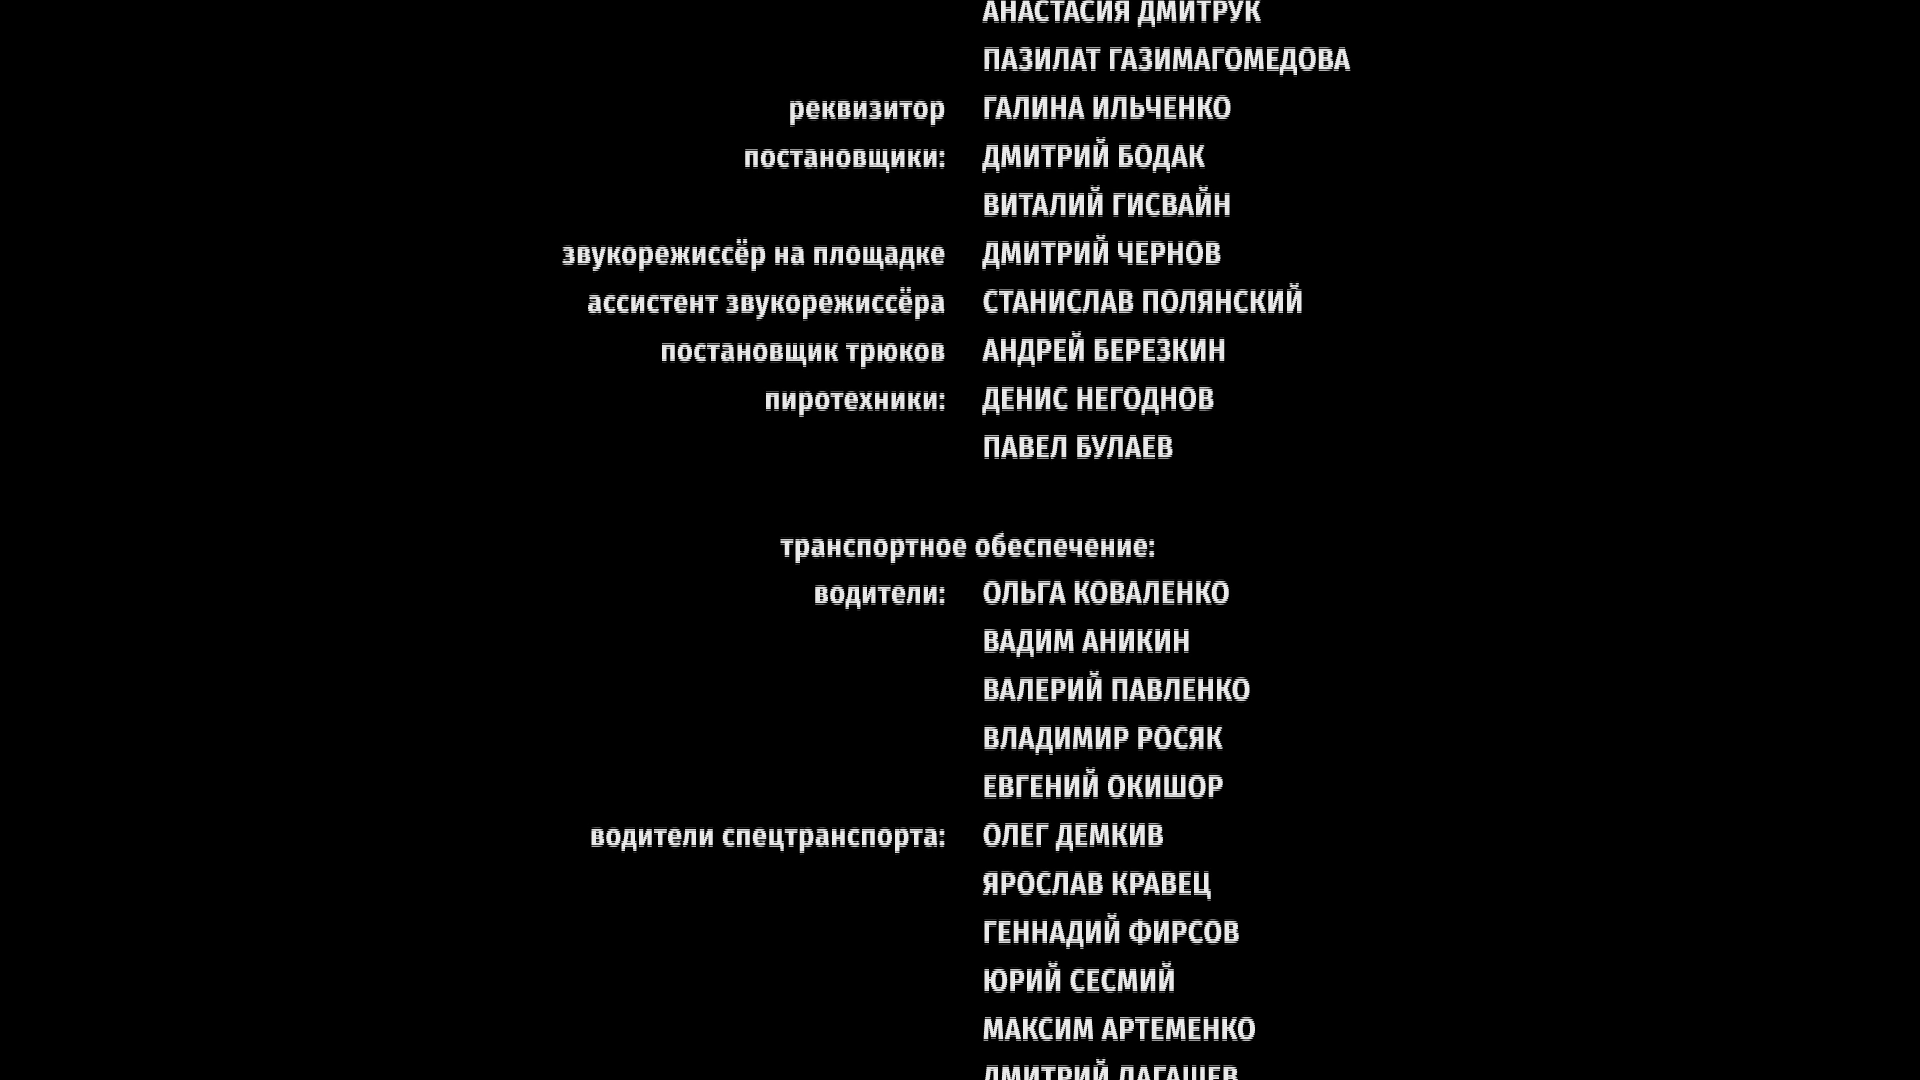 АНАСТАСИЯ ДМИТРУК
ПАЗИЛАТ ГАЗИМАГОМЕДОВА
реквизитор ГАЛИНА ИЛЬЧЕНКО
постановщики: ДМИТРИЙ БОДАК
ВИТАЛИЙ ГИСВАЙН
звукорежиссёр на площадке ДМИТРИЙ ЧЕРНОВ
ассистент звукорежиссёра СТАНИСЛАВ ПОЛЯНСКИЙ
постановщик трюков АНДРЕЙ БЕРЕЗКИН
пиротехники: ДЕНИС НЕГОДНОВ
ПАВЕЛ БУЛАЕВ
транспортное обеспечение:
водители: ОЛЬГА КОВАЛЕНКО
ВАДИМ АНИКИН
ВАЛЕРИЙ ПАВЛЕНКО
ВЛАДИМИР РОСЯК
ЕВГЕНИЙ ОКИШОР
водители спецтранспорта: ОЛЕГ ДЕМКИВ
ЯРОСЛАВ КРАВЕЦ
ГЕННАДИЙ ФИРСОВ
ЮРИЙ СЕСМИЙ
МАКСИМ АРТЕМЕНКО
ДМИТРИЙ